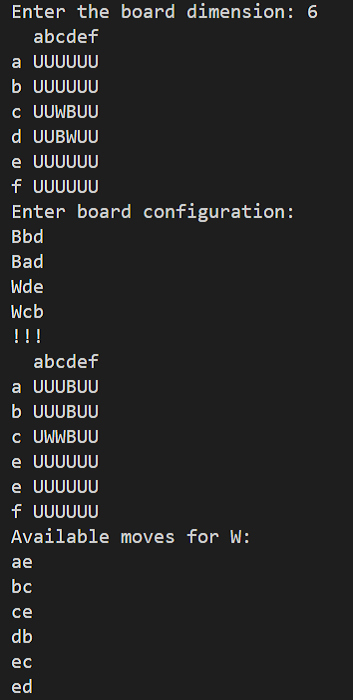 Enter the board dimension: 6
  abcdef
a UUUUUU
b UUUUUU
c UUWBUU
d UUBWUU
e UUUUUU
f UUUUUU
Enter board configuration:
Bbd
Bad
Wde
Wcb
!!!
  abcdef
a UUUBUU
b UUUBUU
c UWWBUU
e UUUUUU
e UUUUUU
f UUUUUU
Available moves for W:
ae
bc
ce
db
ec
ed